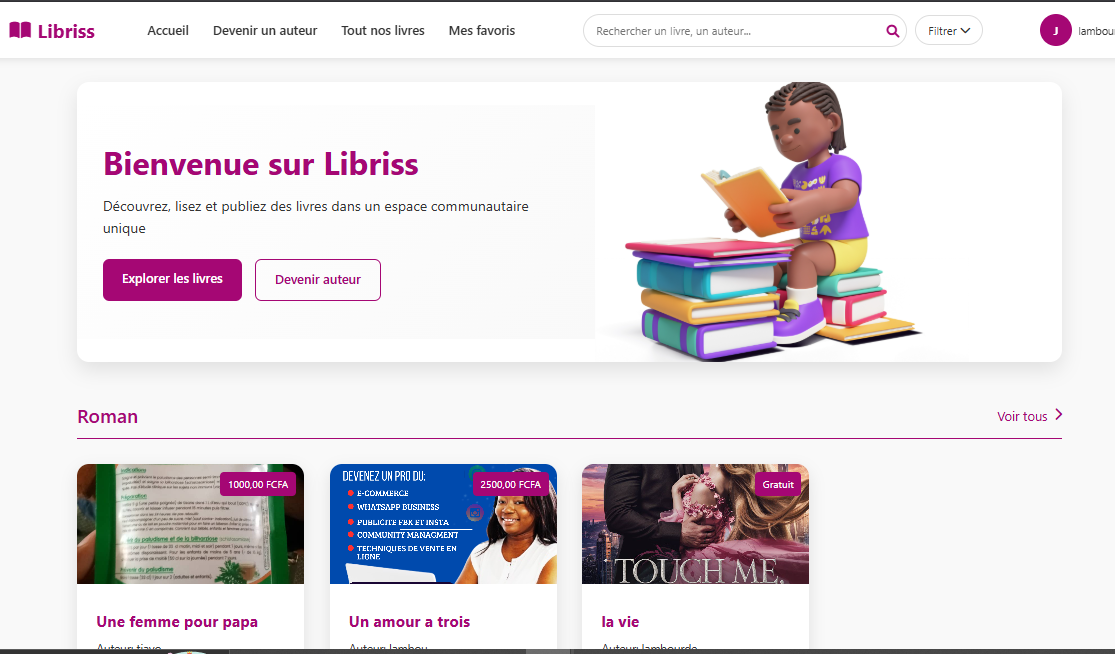 Libriss
Accueil
Devenir un auteur
Tout nos livres
Mes favoris
Rechercher un livre, un auteur...
Filtrer
J
lambour
Bienvenue sur Libriss
Découvrez, lisez et publiez des livres dans un espace communautaire
unique
Explorer les livres
Devenir auteur
Roman
Voir tous
1000,00 FCFA
Préparation
Une femme pour papa
Auteur: tiave
DEVENEZ UN PRO DU:
2500,00 FCFA
E-COMMERCE
WHATSAPP BUSINESS
PUBLICITE FBK ET INSTA
COMMUNITY MANAGMENT
TECHNIQUES DE VENTE EN
LIGNE
Un amour a trois
Auteur: lambou
Gratuit
TOUCH ME.
la vie
Auteur: lambourde